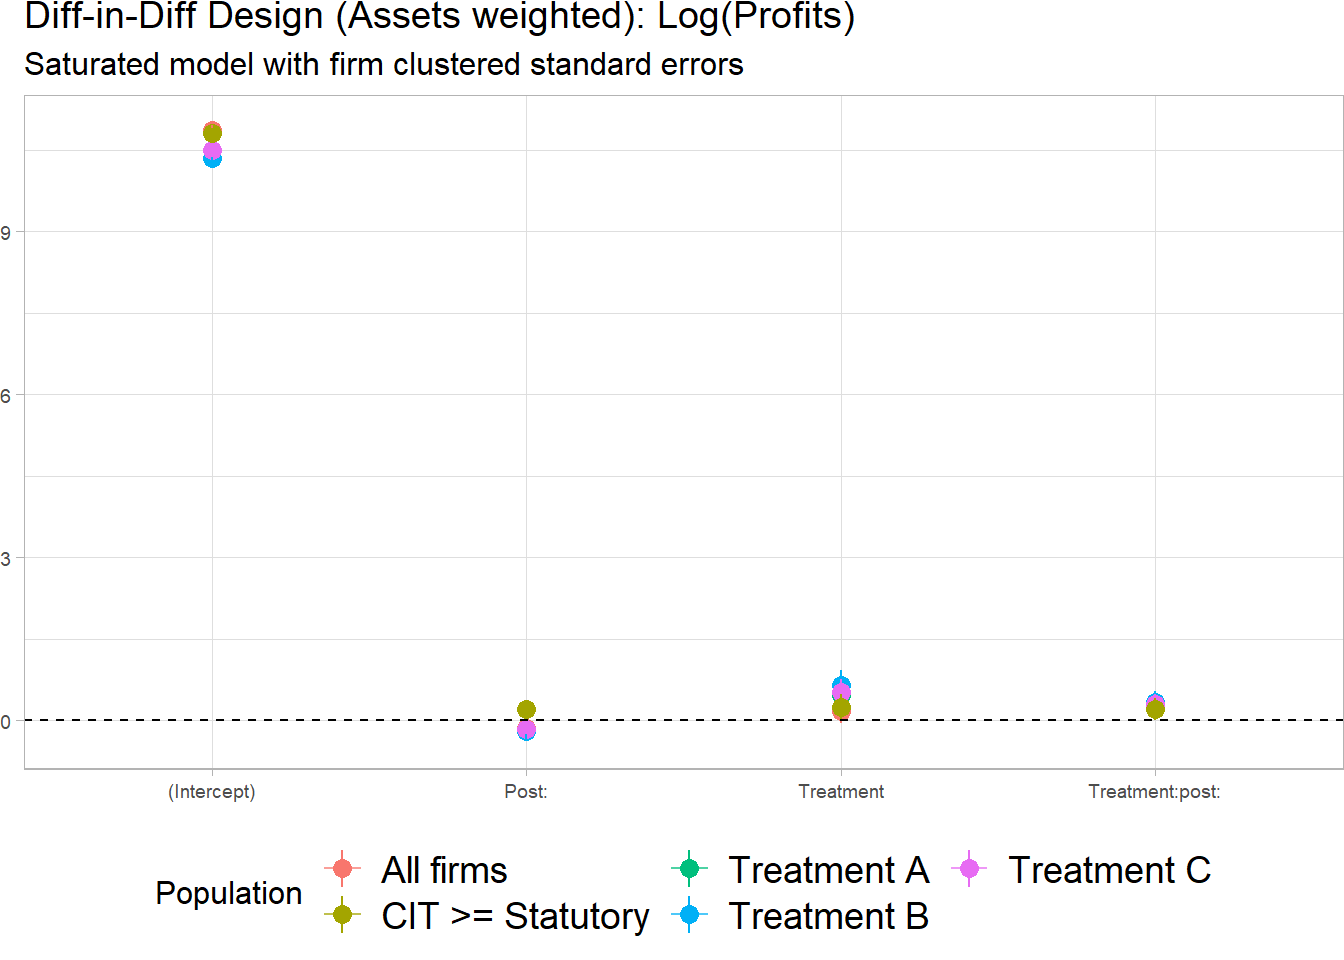 Diff-in-Diff Design (Assets weighted): Log(Profits)
Saturated model with firm clustered standard errors
9
6
3
0
(Intercept) Post: Treatment Treatment:post:
Population
All firms Treatment A Treatment C
CIT >= Statutory Treatment B